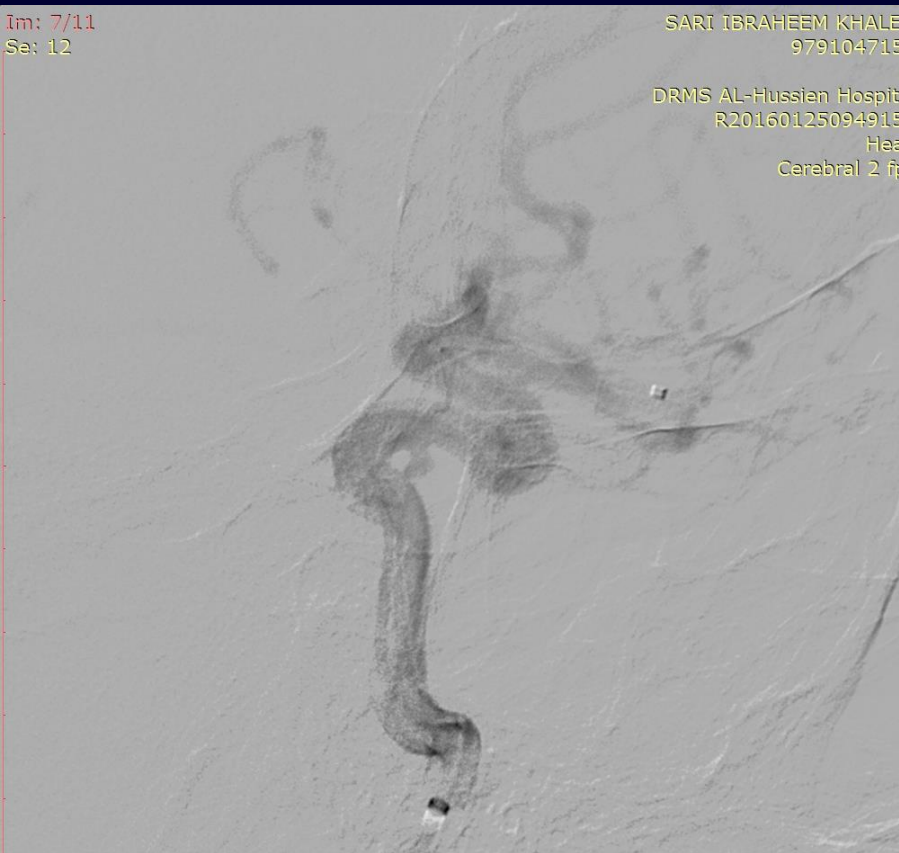 Im: 7/11
Se: 12
SARI IBRAHEEM KHALE
979104715
DRMS AL-Hussien Hospit
R20160125094915
Hea
Cerebral 2 fp